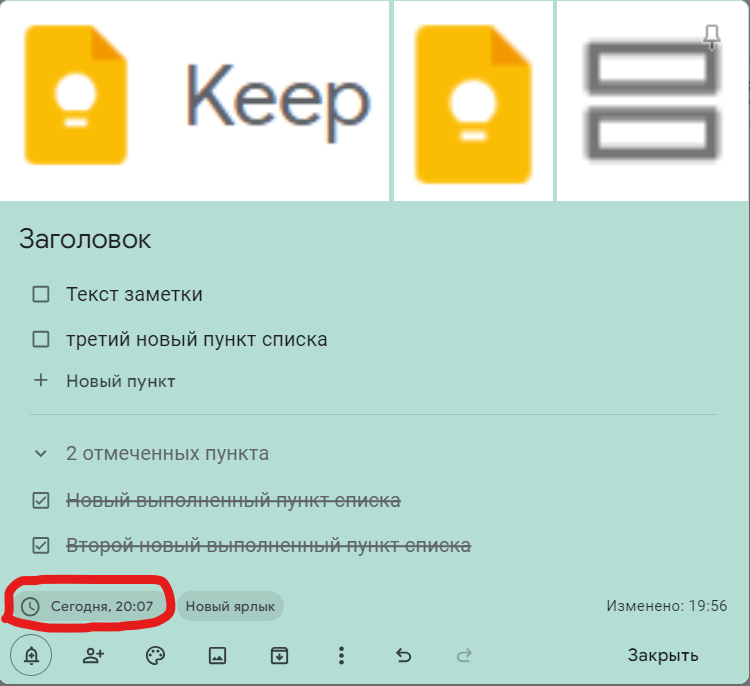 Keep
Заголовок
Текст заметки
третий новый пункт списка
Новый пункт
2 отмеченных пункта
Новый выполненный пункт списка
Второй новый выполненный пункт списка
Сегодня, 20:07 Новый ярлык Изменено: 19:56
Закрыть